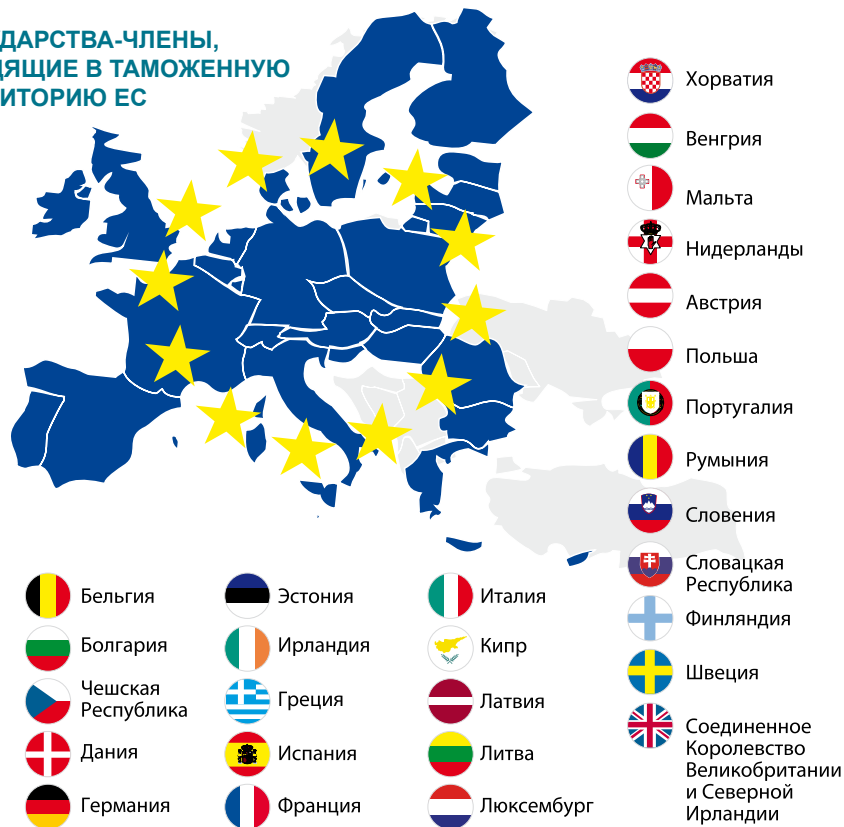 ДАРСТВА-ЧЛЕНЫ,
ДЯЩИЕ В ТАМОЖЕННУЮ
ИТОРИЮ ЕС
Хорватия
Венгрия
Мальта
Нидерланды
Австрия
Польша
Португалия
Румыния
Словения
Словацкая
Республика
Финляндия
Швеция
Соединенное
Королевство
Великобритании
и Северной
Ирландии
Бельгия
Болгария
Чешская
Республика
Дания
Германия
Эстония
Ирландия
Греция
Испания
Франция
Италия
Кипр
Латвия
Литва
Люксембург